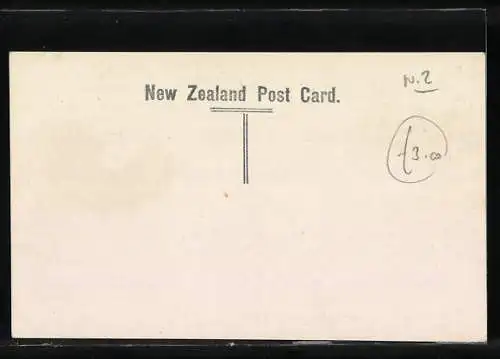 N.2
New Zealand Post Card.
£3.00